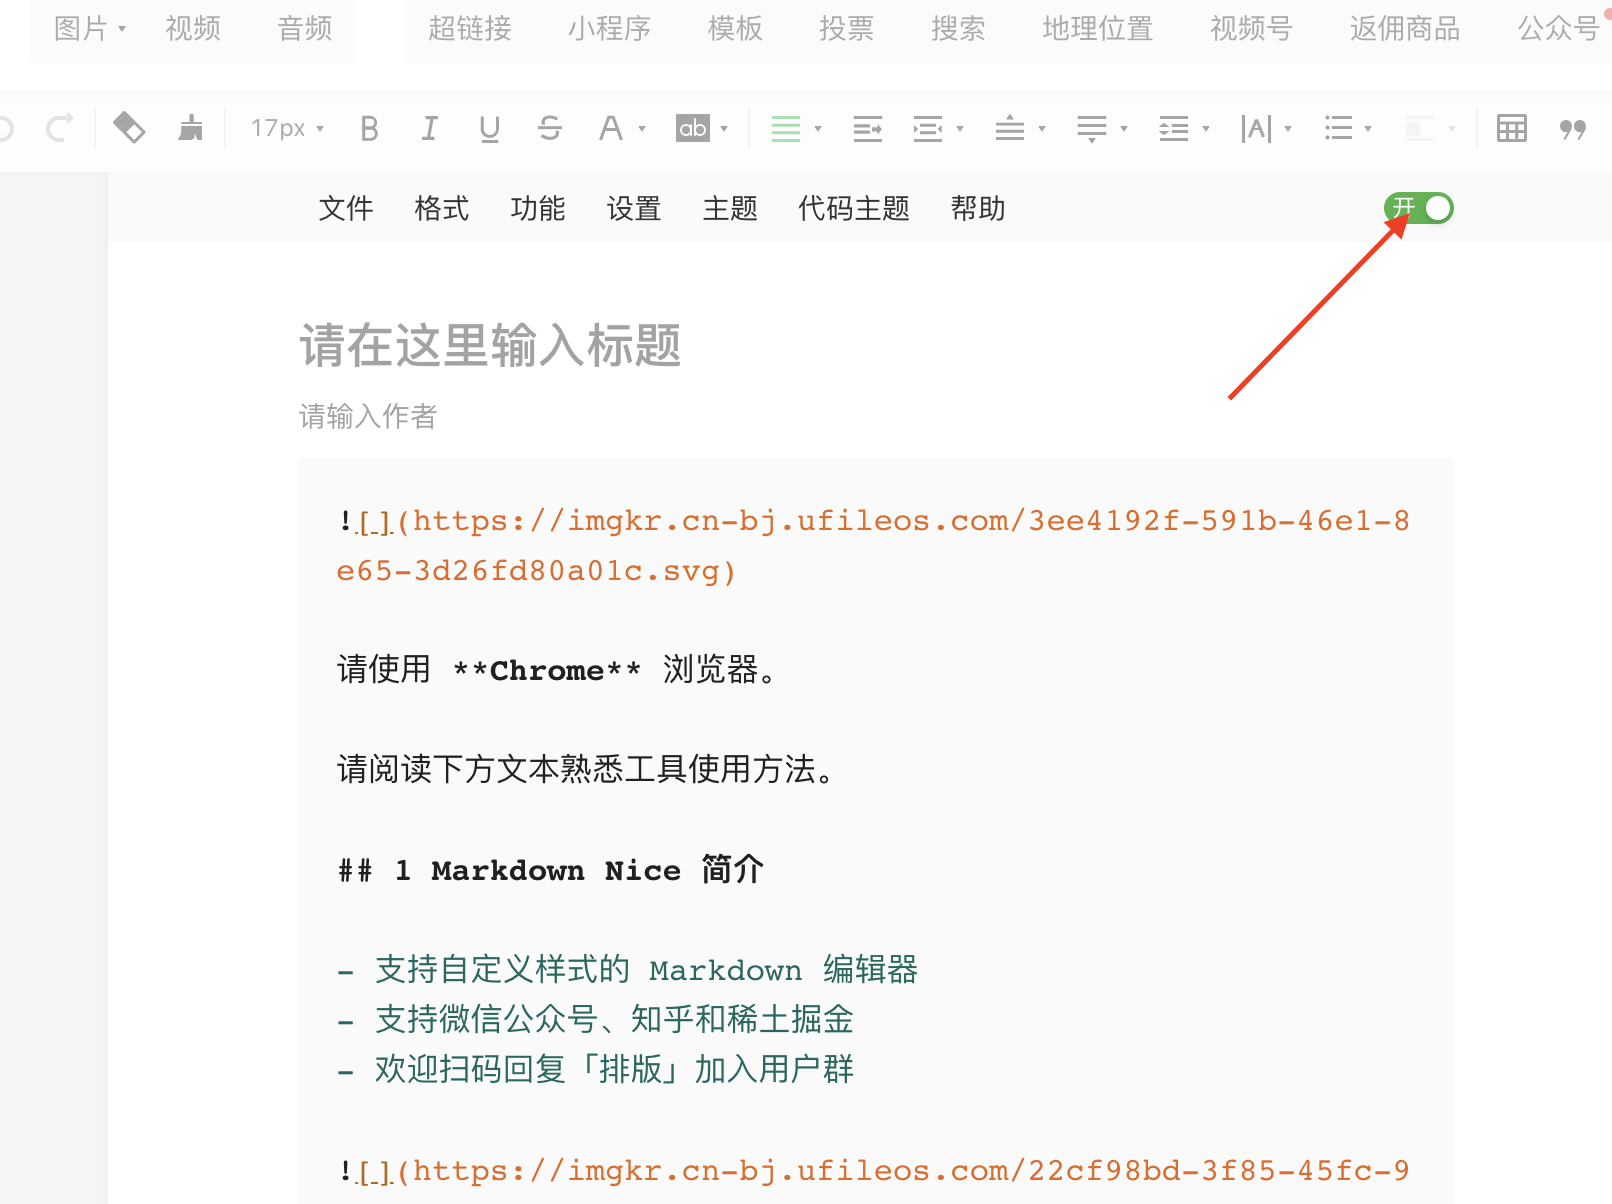 图片 视频 音频 超链接 小程序 模板 投票 搜索 地理位置 视频号 返佣商品 公众号
17px B I U S A ab |A| ”
文件 格式 功能 设置 主题 代码主题 帮助 开
请在这里输入标题
请输入作者
![](https://imgkr.cn-bj.ufileos.com/3ee4192f-591b-46e1-8
e65-3d26fd80a01c.svg)
请使用 **Chrome** 浏览器。
请阅读下方文本熟悉工具使用方法。
## 1 Markdown Nice 简介
- 支持自定义样式的 Markdown 编辑器
- 支持微信公众号、知乎和稀土掘金
- 欢迎扫码回复「排版」加入用户群
![](https://imgkr.cn-bj.ufileos.com/22cf98bd-3f85-45fc-9